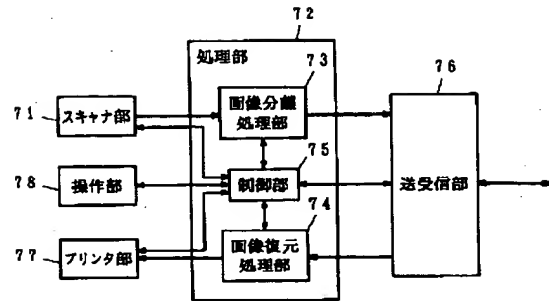 72
処理部
73
76
71
スキャナ部
画像分離
処理部
75
78
操作部
制御部
送受信部
74
77
プリンタ部
画像復元
処理部